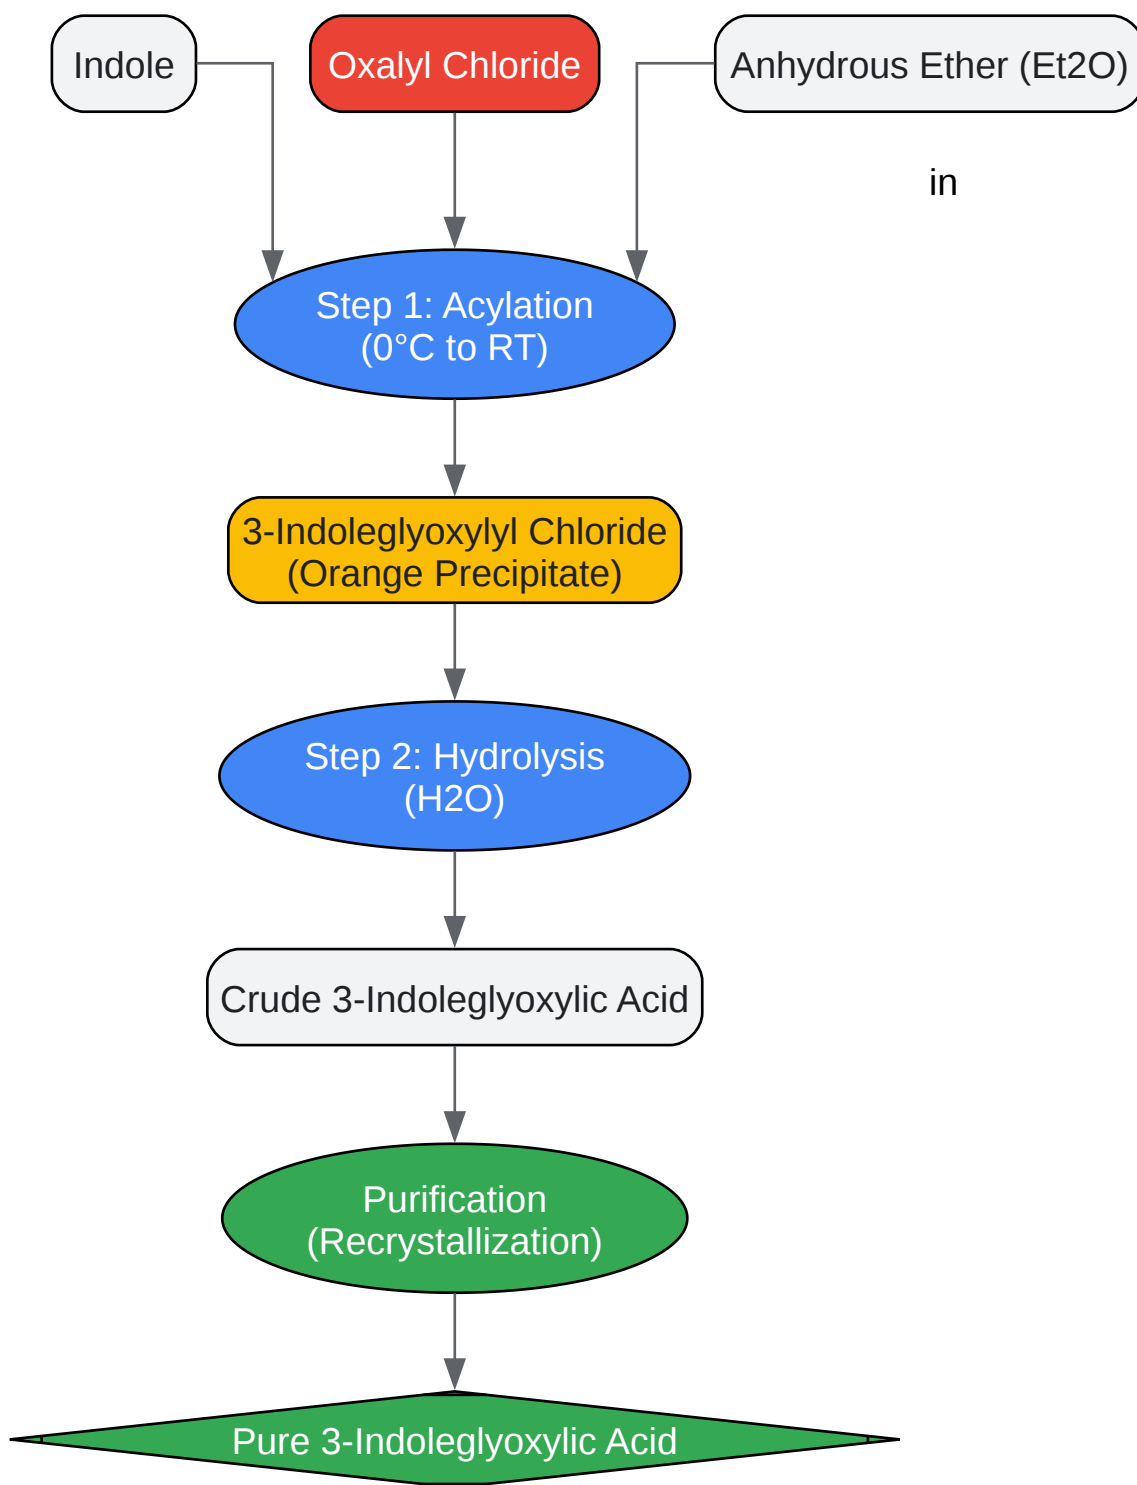 Indole
Oxalyl Chloride
Anhydrous Ether (Et2O)
in
Step 1: Acylation
(0°C to RT)
3-Indoleglyoxylyl Chloride
(Orange Precipitate)
Step 2: Hydrolysis
(H2O)
Crude 3-Indoleglyoxylic Acid
Purification
(Recrystallization)
Pure 3-Indoleglyoxylic Acid